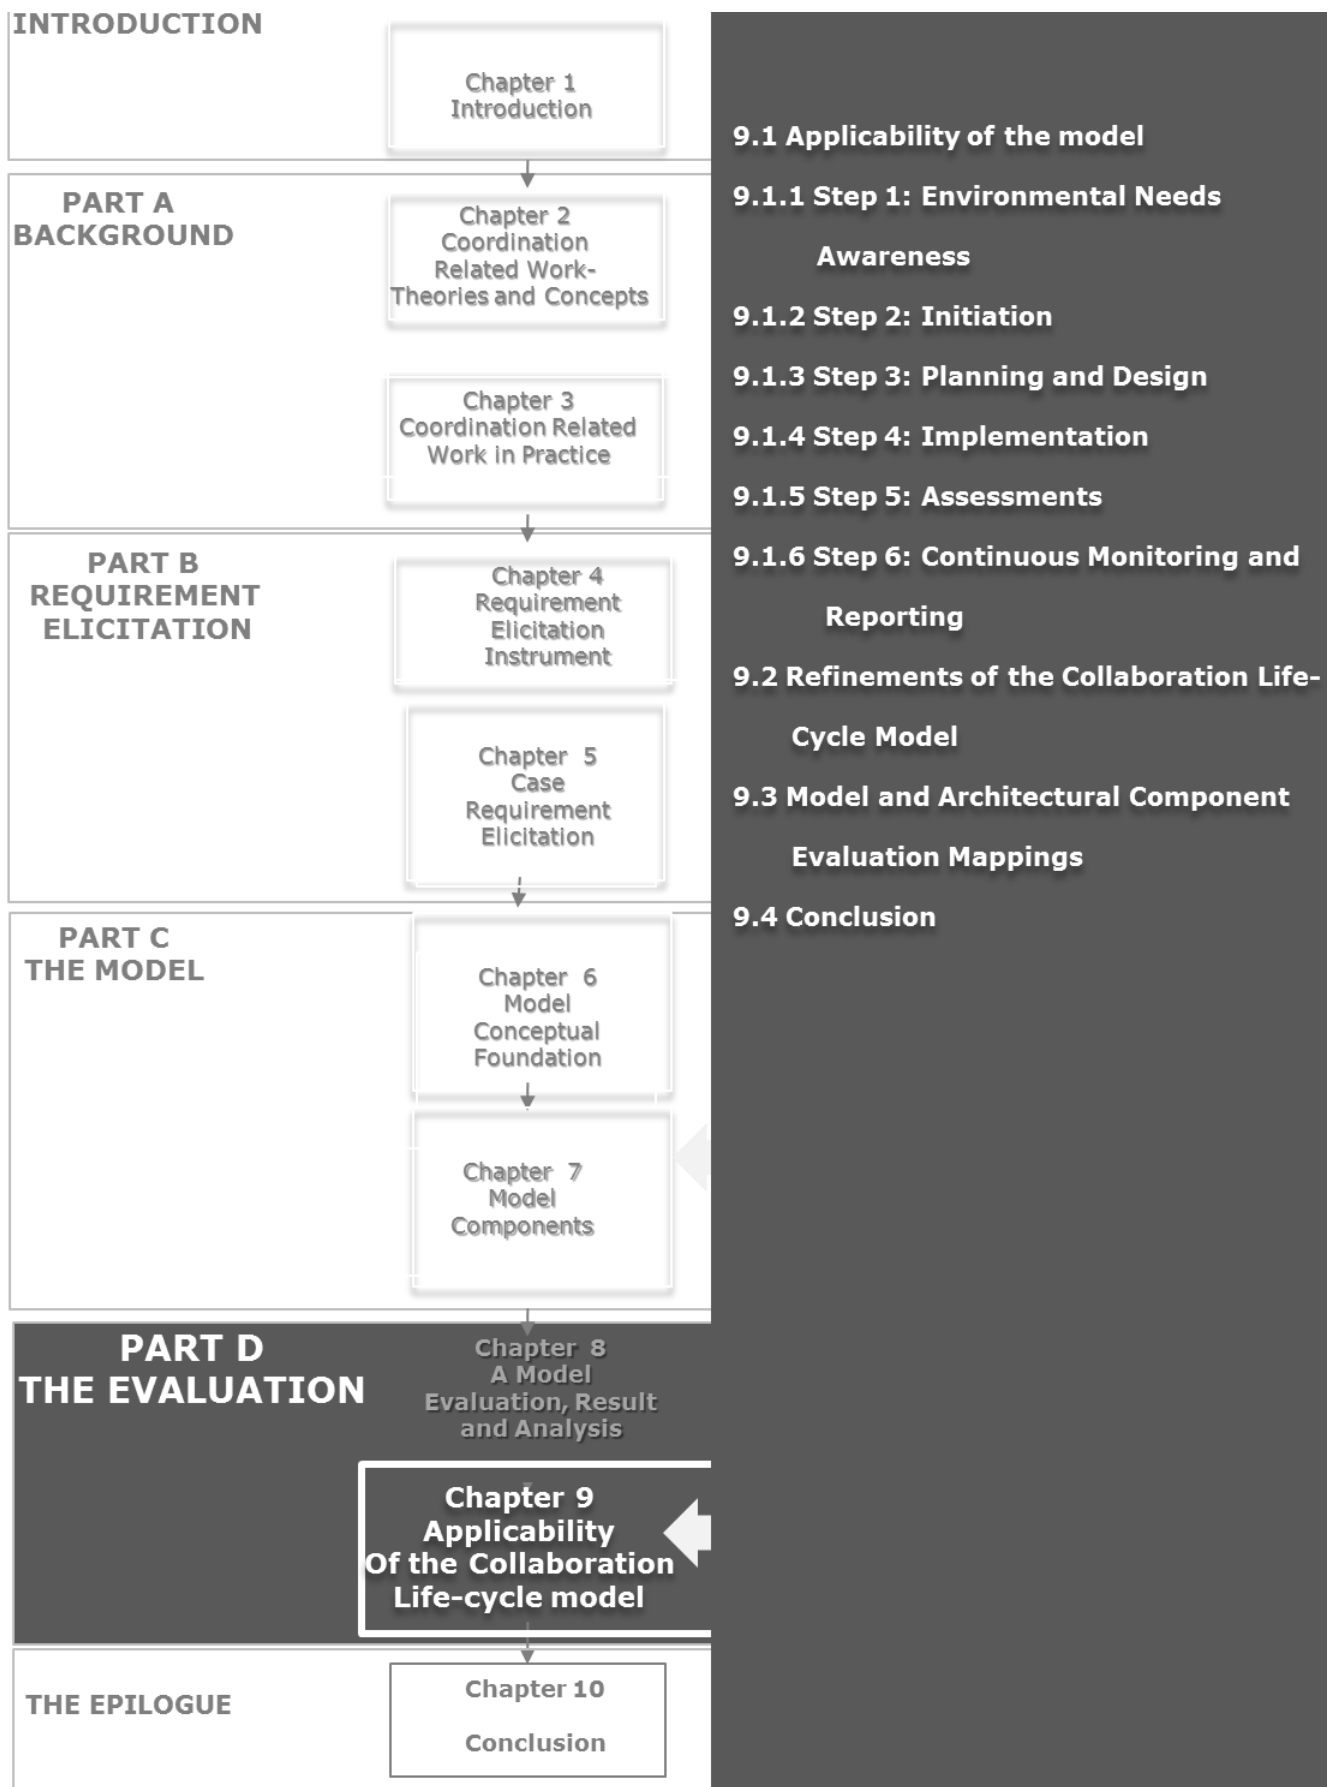 INTRODUCTION
Chapter 1
Introduction
PART A
BACKGROUND
Chapter 2
Coordination
Related Work-
Theories and Concepts
Chapter 3
Coordination Related
Work in Practice
PART B
REQUIREMENT
ELICITATION
Chapter 4
Requirement
Elicitation
Instrument
Chapter 5
Case
Requirement
Elicitation
PART C
THE MODEL
Chapter 6
Model
Conceptual
Foundation
Chapter 7
Model
Components
PART D
THE EVALUATION
Chapter 8
A Model
Evaluation, Result
and Analysis
Chapter 9
Applicability
Of the Collaboration
Life-cycle model
THE EPILOGUE
Chapter 10
Conclusion
9.1 Applicability of the model
9.1.1 Step 1: Environmental Needs
Awareness
9.1.2 Step 2: Initiation
9.1.3 Step 3: Planning and Design
9.1.4 Step 4: Implementation
9.1.5 Step 5: Assessments
9.1.6 Step 6: Continuous Monitoring and
Reporting
9.2 Refinements of the Collaboration Life-
Cycle Model
9.3 Model and Architectural Component
Evaluation Mappings
9.4 Conclusion